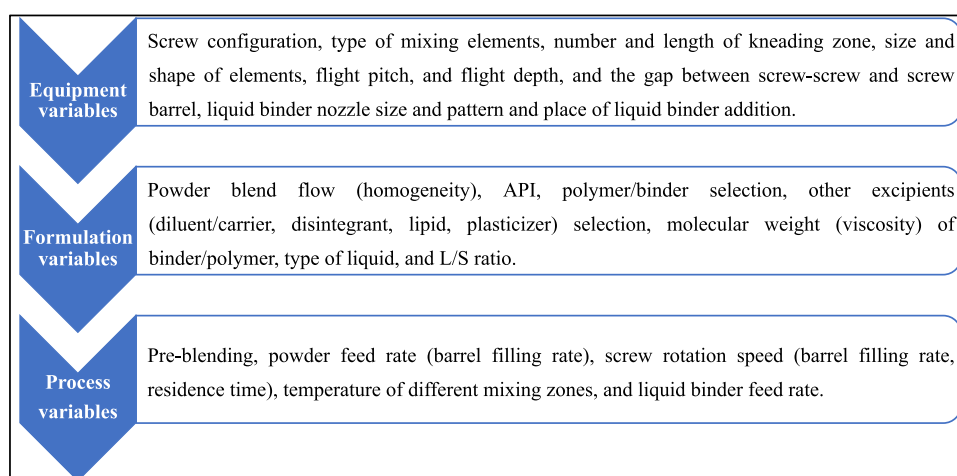 Equipment
variables
Screw configuration, type of mixing elements, number and length of kneading zone, size and
shape of elements, flight pitch, and flight depth, and the gap between screw-screw and screw
barrel, liquid binder nozzle size and pattern and place of liquid binder addition.
Formulation
variables
Powder blend flow (homogeneity), API, polymer/binder selection, other excipients
(diluent/carrier, disintegrant, lipid, plasticizer) selection, molecular weight (viscosity) of
binder/polymer, type of liquid, and L/S ratio.
Process
variables
Pre-blending, powder feed rate (barrel filling rate), screw rotation speed (barrel filling rate,
residence time), temperature of different mixing zones, and liquid binder feed rate.